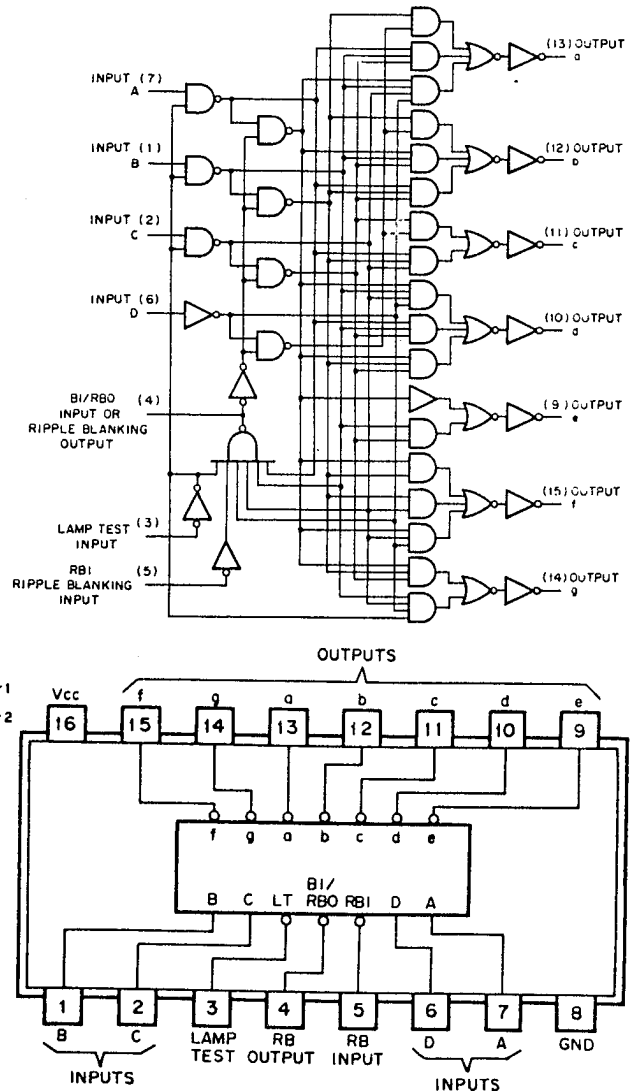 INPUT (7)
A
INPUT (1)
B
INPUT (2)
C
INPUT (6)
D
BI/RBO (4)
INPUT OR
RIPPLE BLANKING
OUTPUT
LAMP TEST (3)
INPUT
RBI (5)
RIPPLE BLANKING
INPUT
(13) OUTPUT
a
(12) OUTPUT
b
(11) OUTPUT
c
(10) OUTPUT
d
(9) OUTPUT
e
(15) OUTPUT
f
(14) OUTPUT
g
OUTPUTS
Vcc f g a b c d e
16 15 14 13 12 11 10 9
f g a b c d e
BI/
B C LT RBO RBI D A
1 2 3 4 5 6 7 8
B C LAMP RB RB D A GND
TEST OUTPUT INPUT
INPUTS INPUTS